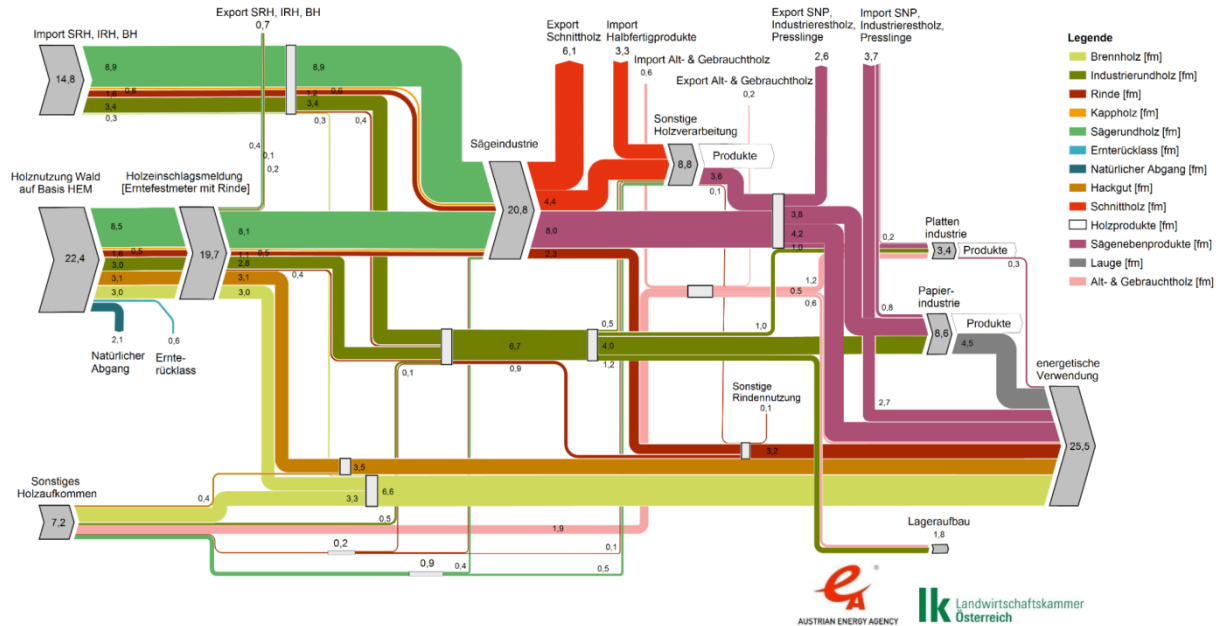 Import SRH, IRH, BH
14,8
8,9
1,6
0,6
3,4
0,3
Export SRH, IRH, BH
0,7
8,9
1,2
0,6
3,4
0,3
0,4
0,4
0,1
0,2
Holznutzung Wald
auf Basis HEM
22,4
8,5
1,6
0,5
3,0
3,1
3,0
2,1
Natürlicher
Abgang
0,6
Ernte-
rücklass
Holzeinschlagsmeldung
[Erntefestmeter mit Rinde]
19,7
8,1
1,1
0,5
2,8
3,1
3,0
0,4
Sonstiges
Holzaufkommen
7,2
0,4
3,3
0,5
1,9
0,2
0,9
0,4
0,1
0,5
3,5
6,6
0,1
0,9
6,7
4,0
1,2
0,5
1,0
Sägeindustrie
20,8
Export
Schnittholz
6,1
4,4
8,0
2,3
Import
Halbfertigprodukte
3,3
Import Alt- & Gebrauchtholz
0,6
Export Alt- & Gebrauchtholz
0,2
Sonstige
Holzverarbeitung
8,8
Produkte
3,6
0,1
Export SNP,
Industrierestholz,
Presslinge
2,6
Import SNP,
Industrierestholz,
Presslinge
3,7
3,8
4,2
1,0
1,2
0,5
0,6
0,2
0,8
2,7
Platten
industrie
3,4
Produkte
0,3
Papier-
industrie
8,6
Produkte
4,5
Sonstige
Rindennutzung
0,1
3,2
energetische
Verwendung
25,5
Lageraufbau
1,8
Legende
Brennholz [fm]
Industrierundholz [fm]
Rinde [fm]
Kappholz [fm]
Sägerundholz [fm]
Ernterücklass [fm]
Natürlicher Abgang [fm]
Hackgut [fm]
Schnittholz [fm]
Holzprodukte [fm]
Sägenebenprodukte [fm]
Lauge [fm]
Alt- & Gebrauchtholz [fm]
eA
AUSTRIAN ENERGY AGENCY
lk Landwirtschaftskammer
Österreich